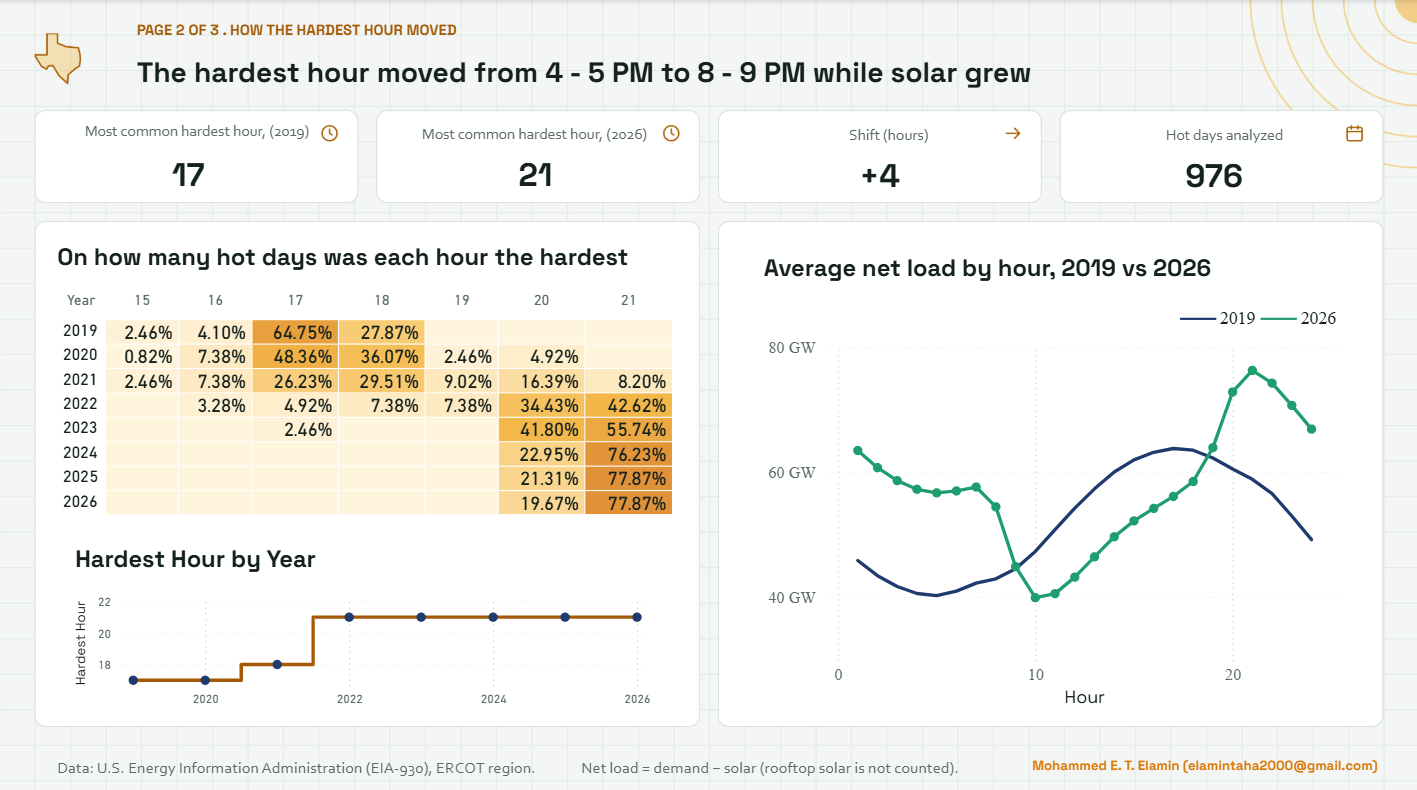 PAGE 2 OF 3 . HOW THE HARDEST HOUR MOVED
The hardest hour moved from 4 - 5 PM to 8 - 9 PM while solar grew
Most common hardest hour, (2019)
17
Most common hardest hour, (2026)
21
Shift (hours)
+4
Hot days analyzed
976
On how many hot days was each hour the hardest
Year 15 16 17 18 19 20 21
2019 2.46% 4.10% 64.75% 27.87%
2020 0.82% 7.38% 48.36% 36.07% 2.46% 4.92%
2021 2.46% 7.38% 26.23% 29.51% 9.02% 16.39% 8.20%
2022 3.28% 4.92% 7.38% 7.38% 34.43% 42.62%
2023 2.46% 41.80% 55.74%
2024 22.95% 76.23%
2025 21.31% 77.87%
2026 19.67% 77.87%
Hardest Hour by Year
Hardest Hour
22
20
18
2020 2022 2024 2026
Average net load by hour, 2019 vs 2026
2019 2026
80 GW
60 GW
40 GW
0 10 20
Hour
Data: U.S. Energy Information Administration (EIA-930), ERCOT region.
Net load = demand – solar (rooftop solar is not counted).
Mohammed E. T. Elamin (elamintaha2000@gmail.com)